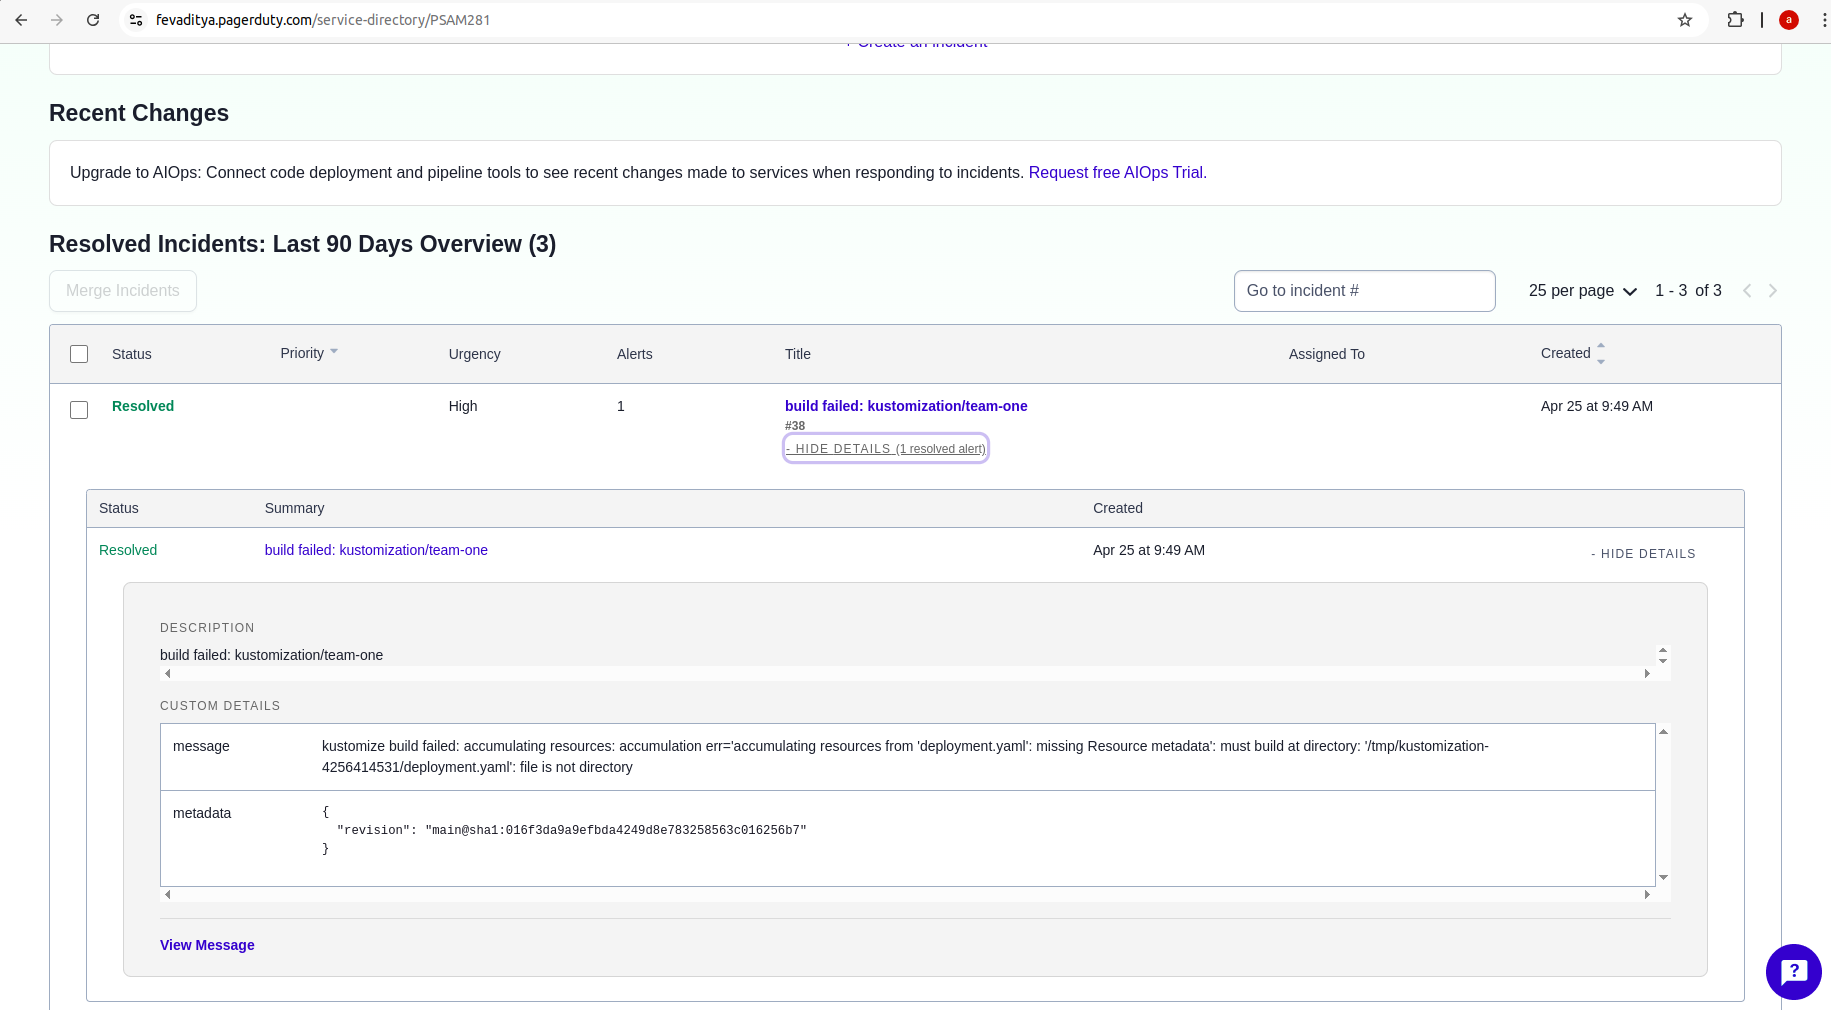 fevaditya.pagerduty.com/service-directory/PSAM281
a
+ Create an Incident
Recent Changes
Upgrade to AIOps: Connect code deployment and pipeline tools to see recent changes made to services when responding to incidents. Request free AIOps Trial.
Resolved Incidents: Last 90 Days Overview (3)
Merge Incidents
Go to incident #
25 per page
1 - 3 of 3
Status Priority Urgency Alerts Title Assigned To Created
Resolved High 1 build failed: kustomization/team-one Apr 25 at 9:49 AM
#38
- HIDE DETAILS (1 resolved alert)
Status Summary Created
Resolved build failed: kustomization/team-one Apr 25 at 9:49 AM - HIDE DETAILS
DESCRIPTION
build failed: kustomization/team-one
CUSTOM DETAILS
message kustomize build failed: accumulating resources: accumulation err='accumulating resources from 'deployment.yaml': missing Resource metadata': must build at directory: '/tmp/kustomization-
4256414531/deployment.yaml': file is not directory
metadata {
"revision": "main@sha1:016f3da9a9efbda4249d8e783258563c016256b7"
}
View Message